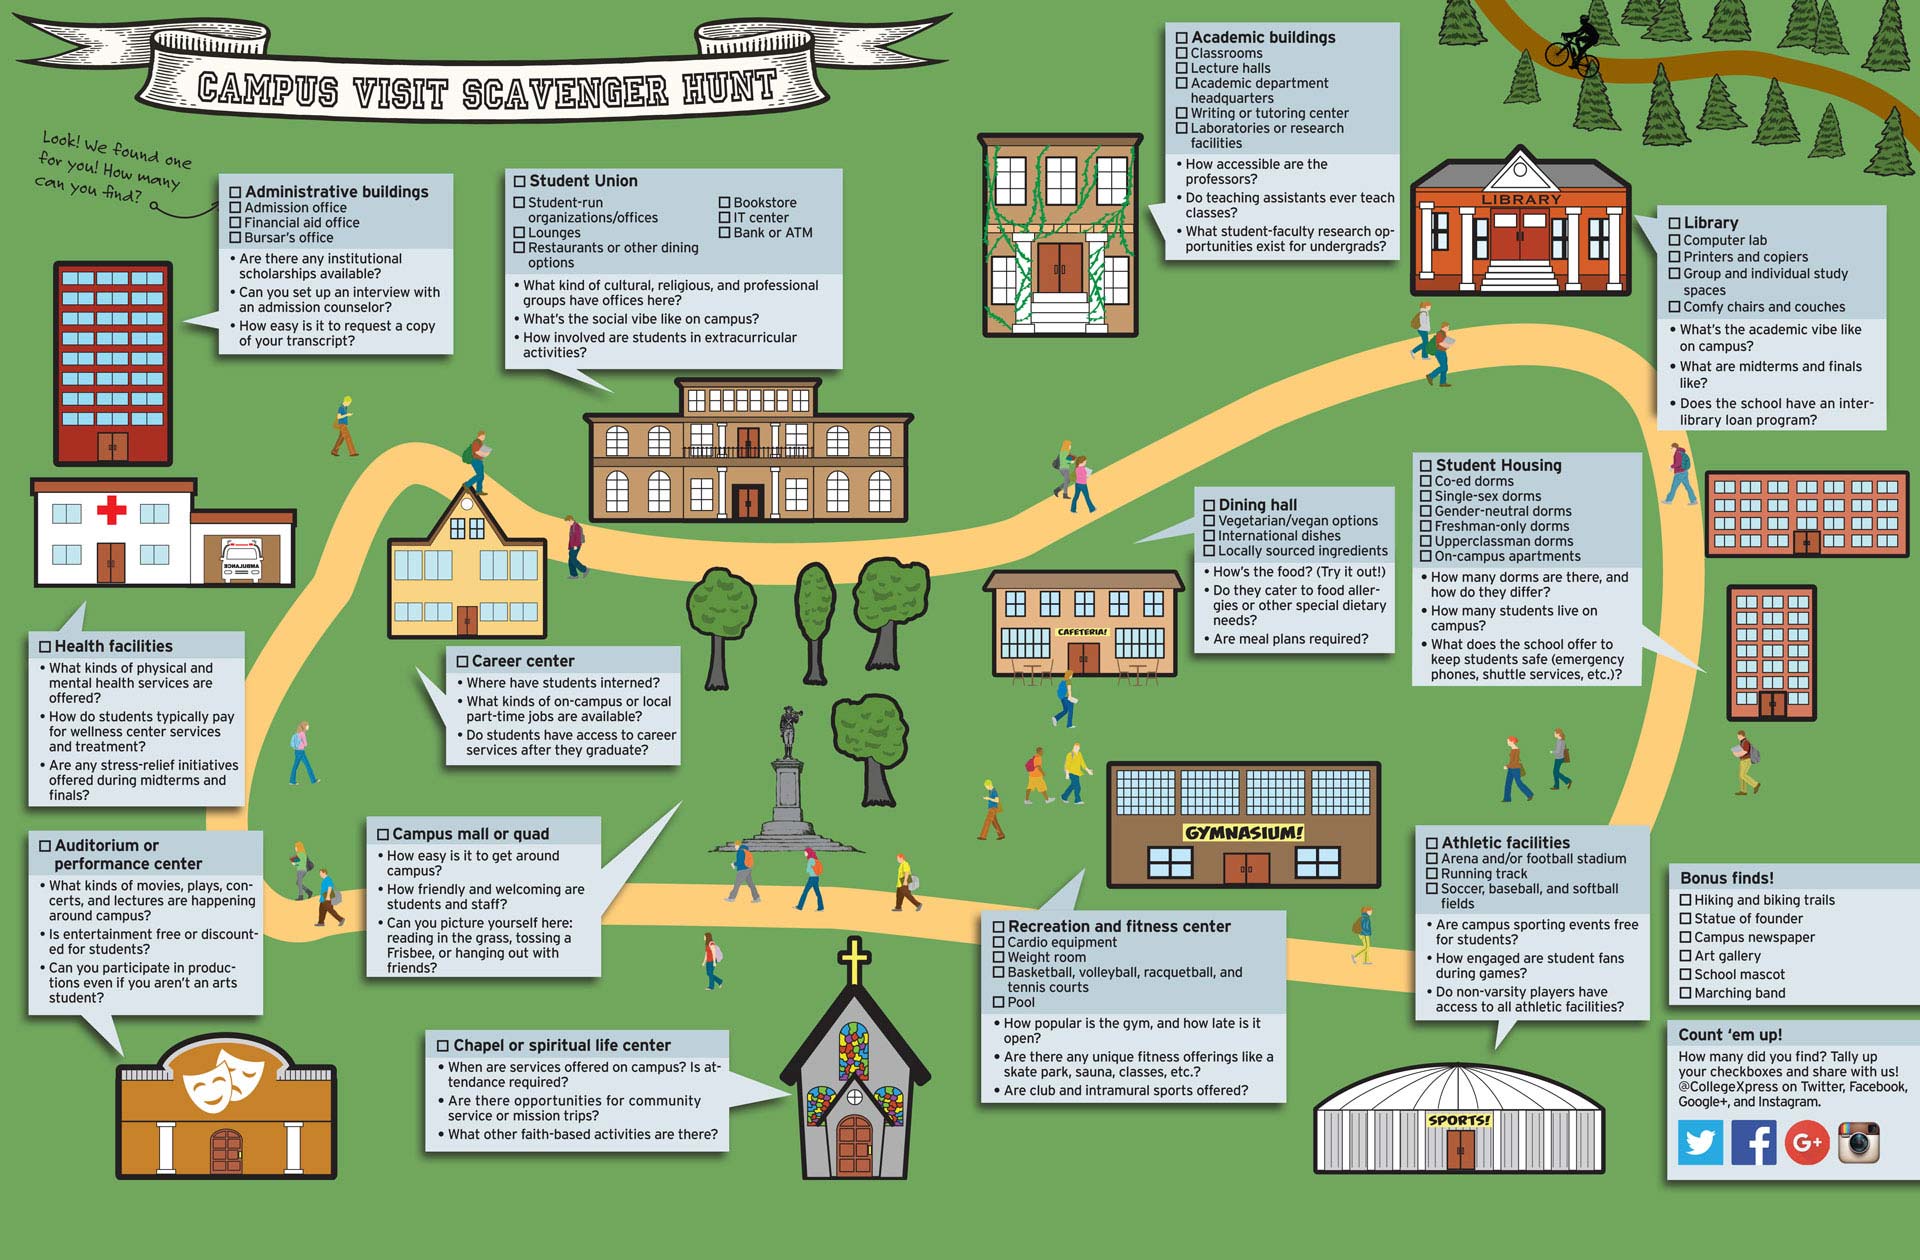 CAMPUS VISIT SCAVENGER HUNT
Look! We found one
for you! How many
can you find?
Administrative buildings
Admission office
Financial aid office
Bursar's office
• Are there any institutional
scholarships available?
• Can you set up an interview with
an admission counselor?
• How easy is it to request a copy
of your transcript?
Student Union
Student-run
organizations/offices
Lounges
Restaurants or other dining
options
Bookstore
IT center
Bank or ATM
• What kind of cultural, religious, and professional
groups have offices here?
• What's the social vibe like on campus?
• How involved are students in extracurricular
activities?
Academic buildings
Classrooms
Lecture halls
Academic department
headquarters
Writing or tutoring center
Laboratories or research
facilities
• How accessible are the
professors?
• Do teaching assistants ever teach
classes?
• What student-faculty research op-
portunities exist for undergrads?
LIBRARY
Library
Computer lab
Printers and copiers
Group and individual study
spaces
Comfy chairs and couches
• What's the academic vibe like
on campus?
• What are midterms and finals
like?
• Does the school have an inter-
library loan program?
Student Housing
Co-ed dorms
Single-sex dorms
Gender-neutral dorms
Freshman-only dorms
Upperclassman dorms
On-campus apartments
• How many dorms are there, and
how do they differ?
• How many students live on
campus?
• What does the school offer to
keep students safe (emergency
phones, shuttle services, etc.)?
Dining hall
Vegetarian/vegan options
International dishes
Locally sourced ingredients
• How's the food? (Try it out!)
• Do they cater to food aller-
gies or other special dietary
needs?
• Are meal plans required?
CAFETERIA!
AMBULANCE
Health facilities
• What kinds of physical and
mental health services are
offered?
• How do students typically pay
for wellness center services
and treatment?
• Are any stress-relief initiatives
offered during midterms and
finals?
Career center
• Where have students interned?
• What kinds of on-campus or local
part-time jobs are available?
• Do students have access to career
services after they graduate?
Auditorium or
performance center
• What kinds of movies, plays, con-
certs, and lectures are happening
around campus?
• Is entertainment free or discount-
ed for students?
• Can you participate in produc-
tions even if you aren't an arts
student?
Campus mall or quad
• How easy is it to get around
campus?
• How friendly and welcoming are
students and staff?
• Can you picture yourself here:
reading in the grass, tossing a
Frisbee, or hanging out with
friends?
GYMNASIUM!
Recreation and fitness center
Cardio equipment
Weight room
Basketball, volleyball, racquetball, and
tennis courts
Pool
• How popular is the gym, and how late is it
open?
• Are there any unique fitness offerings like a
skate park, sauna, classes, etc.?
• Are club and intramural sports offered?
Athletic facilities
Arena and/or football stadium
Running track
Soccer, baseball, and softball
fields
• Are campus sporting events free
for students?
• How engaged are student fans
during games?
• Do non-varsity players have
access to all athletic facilities?
SPORTS!
Chapel or spiritual life center
• When are services offered on campus? Is at-
tendance required?
• Are there opportunities for community
service or mission trips?
• What other faith-based activities are there?
Bonus finds!
Hiking and biking trails
Statue of founder
Campus newspaper
Art gallery
School mascot
Marching band
Count 'em up!
How many did you find? Tally up
your checkboxes and share with us!
@CollegeXpress on Twitter, Facebook,
Google+, and Instagram.
G+